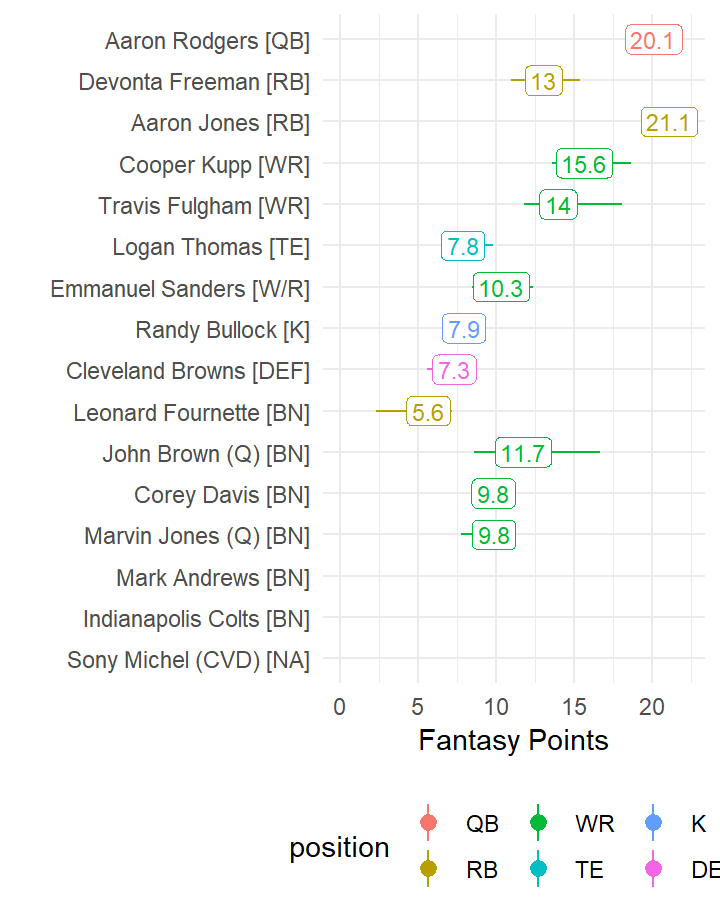 Aaron Rodgers [QB] 20.1
Devonta Freeman [RB] 13
Aaron Jones [RB] 21.1
Cooper Kupp [WR] 15.6
Travis Fulgham [WR] 14
Logan Thomas [TE] 7.8
Emmanuel Sanders [W/R] 10.3
Randy Bullock [K] 7.9
Cleveland Browns [DEF] 7.3
Leonard Fournette [BN] 5.6
John Brown (Q) [BN] 11.7
Corey Davis [BN] 9.8
Marvin Jones (Q) [BN] 9.8
Mark Andrews [BN]
Indianapolis Colts [BN]
Sony Michel (CVD) [NA]
0 5 10 15 20
Fantasy Points
position
QB WR K
RB TE DE